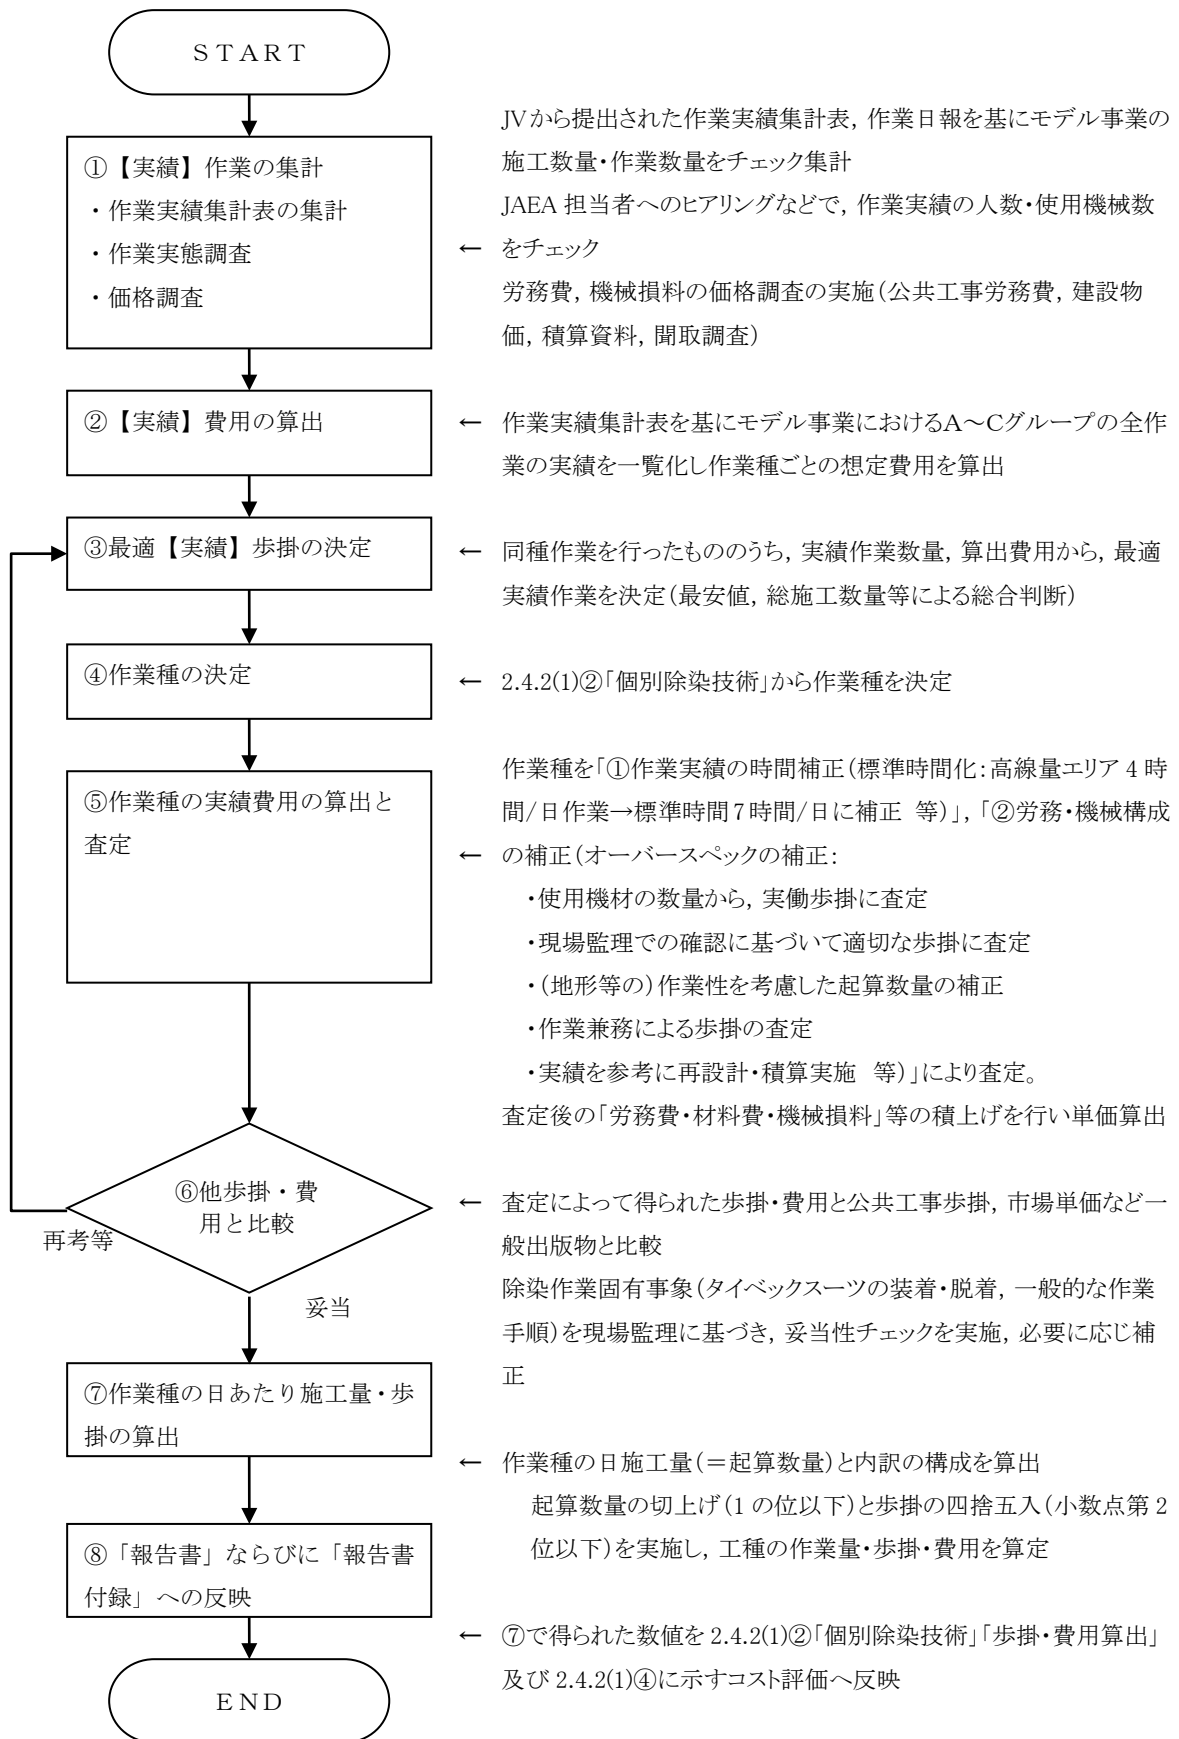 START
①【実績】作業の集計
・作業実績集計表の集計
・作業実態調査
・価格調査
JVから提出された作業実績集計表，作業日報を基にモデル事業の
施工数量・作業数量をチェック集計
JAEA 担当者へのヒアリングなどで，作業実績の人数・使用機械数
← をチェック
労務費，機械損料の価格調査の実施（公共工事労務費，建設物
価，積算資料，聞取調査）
②【実績】費用の算出
← 作業実績集計表を基にモデル事業におけるA～Cグループの全作
業の実績を一覧化し作業種ごとの想定費用を算出
③最適【実績】歩掛の決定
← 同種作業を行ったもののうち，実績作業数量，算出費用から，最適
実績作業を決定（最安値，総施工数量等による総合判断）
④作業種の決定
← 2.4.2(1)②「個別除染技術」から作業種を決定
⑤作業種の実績費用の算出と
査定
作業種を「①作業実績の時間補正（標準時間化：高線量エリア 4 時
間/日作業→標準時間 7 時間/日に補正 等）」，「②労務・機械構成
← の補正（オーバースペックの補正：
・使用機材の数量から，実働歩掛に査定
・現場監理での確認に基づいて適切な歩掛に査定
・（地形等の）作業性を考慮した起算数量の補正
・作業兼務による歩掛の査定
・実績を参考に再設計・積算実施 等）」により査定。
査定後の「労務費・材料費・機械損料」等の積上げを行い単価算出
⑥他歩掛・費
用と比較
再考等
妥当
← 査定によって得られた歩掛・費用と公共工事歩掛，市場単価など一
般出版物と比較
除染作業固有事象（タイベックスーツの装着・脱着，一般的な作業
手順）を現場監理に基づき，妥当性チェックを実施，必要に応じ補
正
⑦作業種の日あたり施工量・歩
掛の算出
← 作業種の日施工量（＝起算数量）と内訳の構成を算出
起算数量の切上げ（1 の位以下）と歩掛の四捨五入（小数点第 2
位以下）を実施し，工種の作業量・歩掛・費用を算定
⑧「報告書」ならびに「報告書
付録」への反映
← ⑦で得られた数値を 2.4.2(1)②「個別除染技術」「歩掛・費用算出」
及び 2.4.2(1)④に示すコスト評価へ反映
END